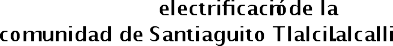 electrificación de la
comunidad de Santiaguito Tlalcilalcalli